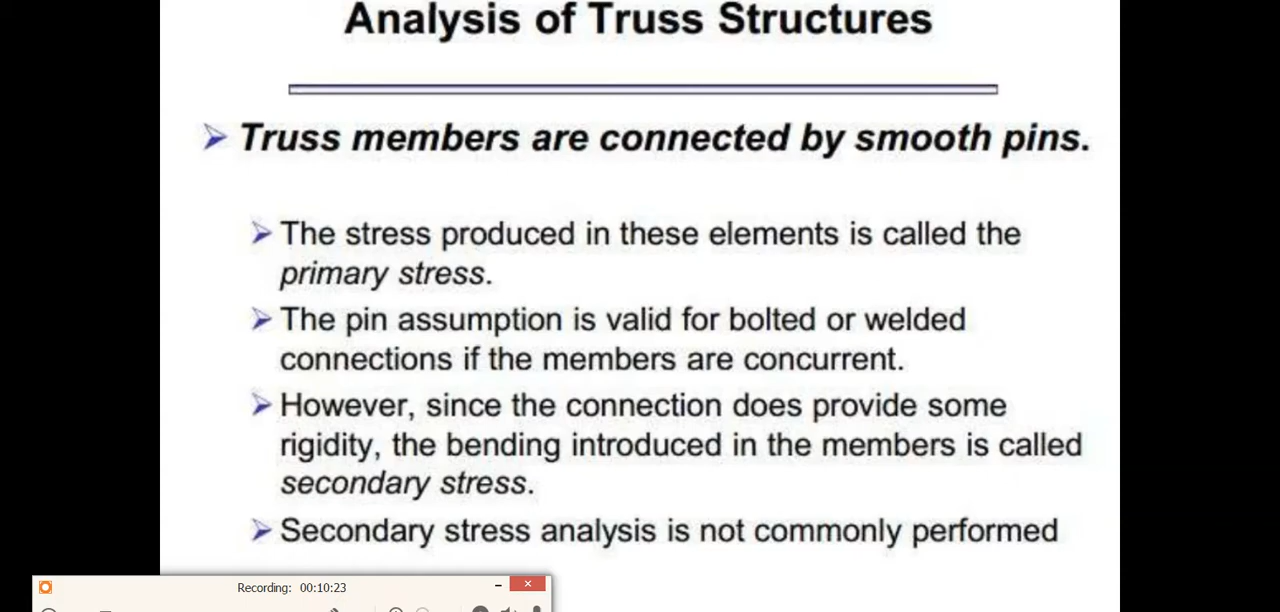 Analysis of Truss Structures
Truss members are connected by smooth pins.
The stress produced in these elements is called the
primary stress.
The pin assumption is valid for bolted or welded
connections if the members are concurrent.
However, since the connection does provide some
rigidity, the bending introduced in the members is called
secondary stress.
Secondary stress analysis is not commonly performed
Recording: 00:10:23